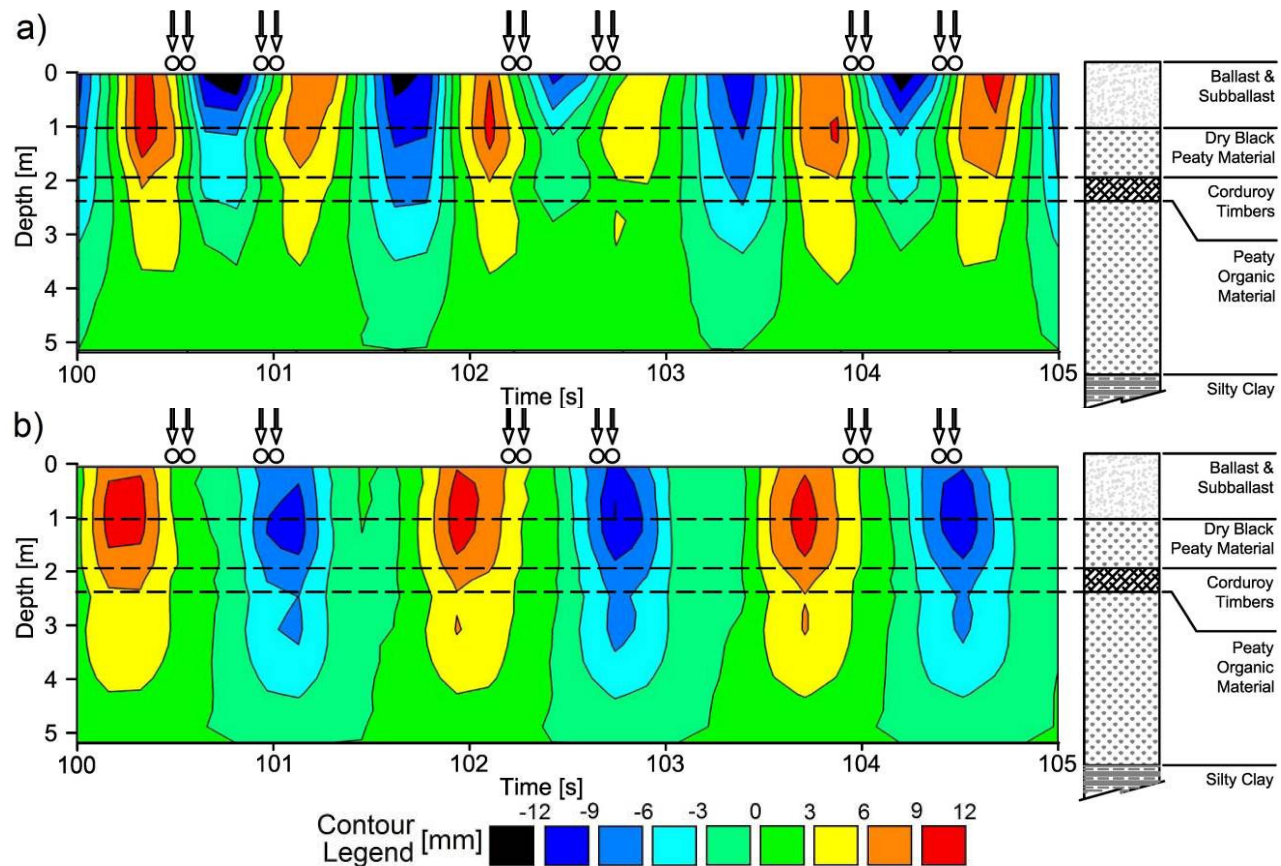 a)
0
1
2
3
4
5
Depth [m]
100
101
102
103
104
105
Time [s]
Ballast &
Subballast
Dry Black
Peaty Material
Corduroy
Timbers
Peaty
Organic
Material
Silty Clay
b)
0
1
2
3
4
5
Depth [m]
100
101
102
103
104
105
Time [s]
Ballast &
Subballast
Dry Black
Peaty Material
Corduroy
Timbers
Peaty
Organic
Material
Silty Clay
Contour
Legend
[mm]
-12 -9 -6 -3 0 3 6 9 12